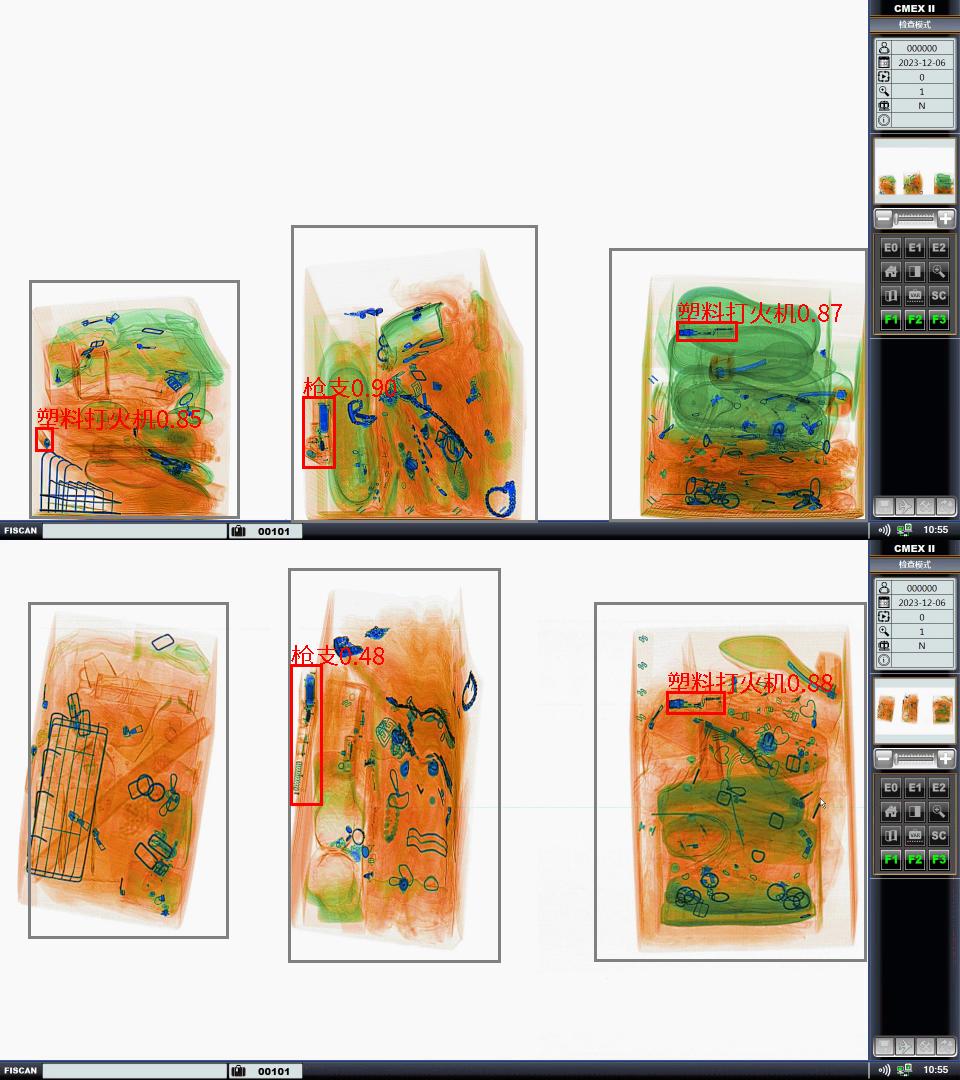 CMEX II
检查模式
000000
2023-12-06
0
1
N
E0 E1 E2
SC
F1 F2 F3
塑料打火机0.87
枪支0.90
塑料打火机0.85
FISCAN
00101
10:55
CMEX II
检查模式
000000
2023-12-06
0
1
N
E0 E1 E2
SC
F1 F2 F3
枪支0.48
塑料打火机0.88
FISCAN
00101
10:55